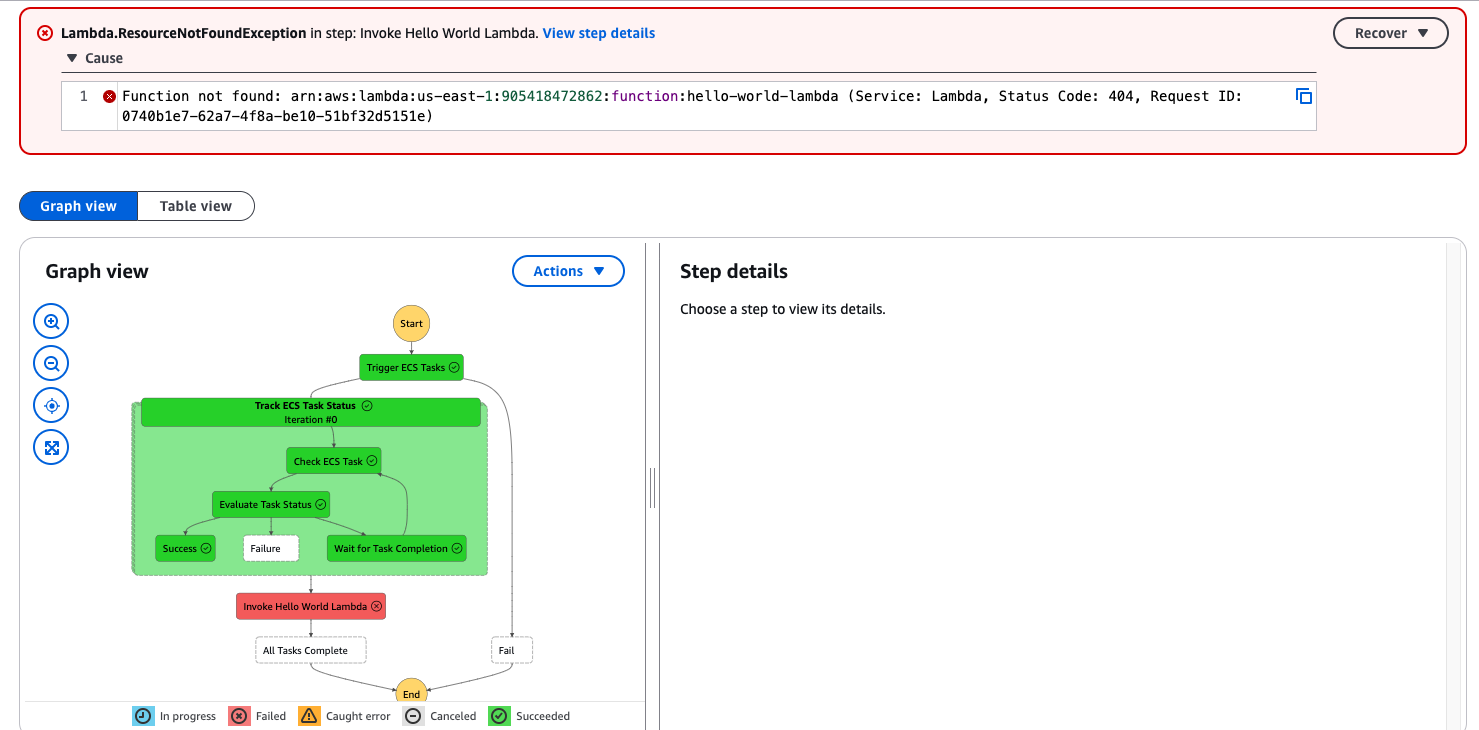 Lambda.ResourceNotFoundException in step: Invoke Hello World Lambda. View step details
Recover
Cause
1 Function not found: arn:aws:lambda:us-east-1:905418472862:function:hello-world-lambda (Service: Lambda, Status Code: 404, Request ID:
0740b1e7-62a7-4f8a-be10-51bf32d5151e)
Graph view
Table view
Graph view
Actions
Step details
Choose a step to view its details.
Start
Trigger ECS Tasks
Track ECS Task Status
Iteration #0
Check ECS Task
Evaluate Task Status
Success
Failure
Wait for Task Completion
Invoke Hello World Lambda
All Tasks Complete
Fail
End
In progress
Failed
Caught error
Canceled
Succeeded